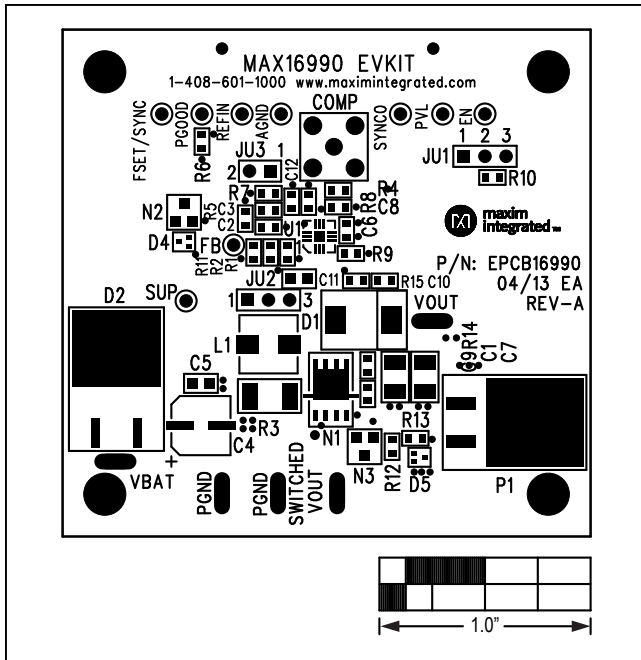 MAX16990 EVKIT
1-408-601-1000 www.maximintegrated.com
FSET/SYNC
PGOOD
REFIN
AGND
COMP
SYNCO
PVL
EN
R6
JU3
2 1
C12
1 2 3
JU1
R10
R7
R4
R8
C8
N2
R5
C3
C2
U1
C6
maxim
integrated™
D4
FB
R11
R2
R1
1
R9
P/N: EPCB16990
04/13 EA
REV-A
JU2
C11
R15
C10
SUP
1 3
D1
VOUT
D2
L1
R14
C9
C1
C7
C5
R3
C4
N1
R13
N3
R12
D5
P1
+
VBAT
PGND
PGND
SWITCHED
VOUT
1.0”